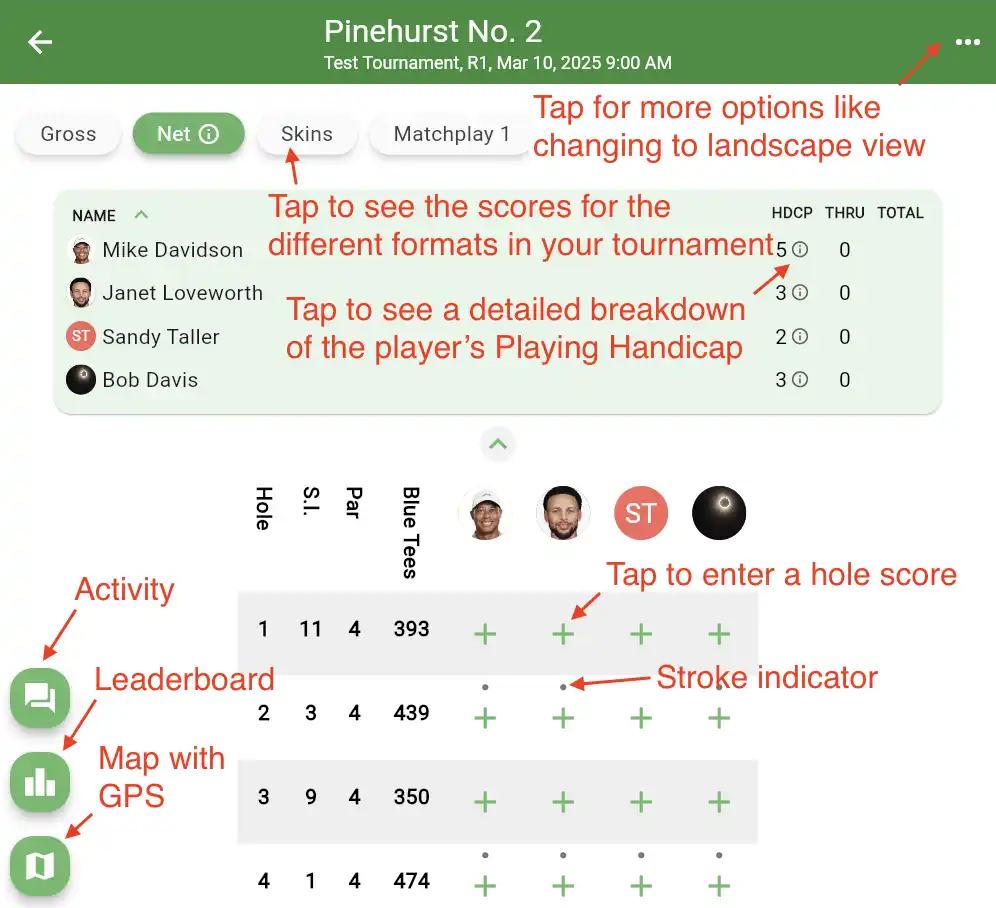 Pinehurst No. 2
Test Tournament, R1, Mar 10, 2025 9:00 AM
Tap for more options like
changing to landscape view
Gross
Net
Skins
Matchplay 1
Tap to see the scores for the
different formats in your tournament
NAME HDCP THRU TOTAL
Mike Davidson 5 0
Janet Loveworth 3 0
Tap to see a detailed breakdown
of the player's Playing Handicap
ST Sandy Taller 2 0
Bob Davis 3 0
Hole S.I. Par Blue Tees ST
Tap to enter a hole score
1 11 4 393 + + + +
Stroke indicator
2 3 4 439 + + + +
3 9 4 350 + + + +
4 1 4 474 + + + +
Activity
Leaderboard
Map with
GPS